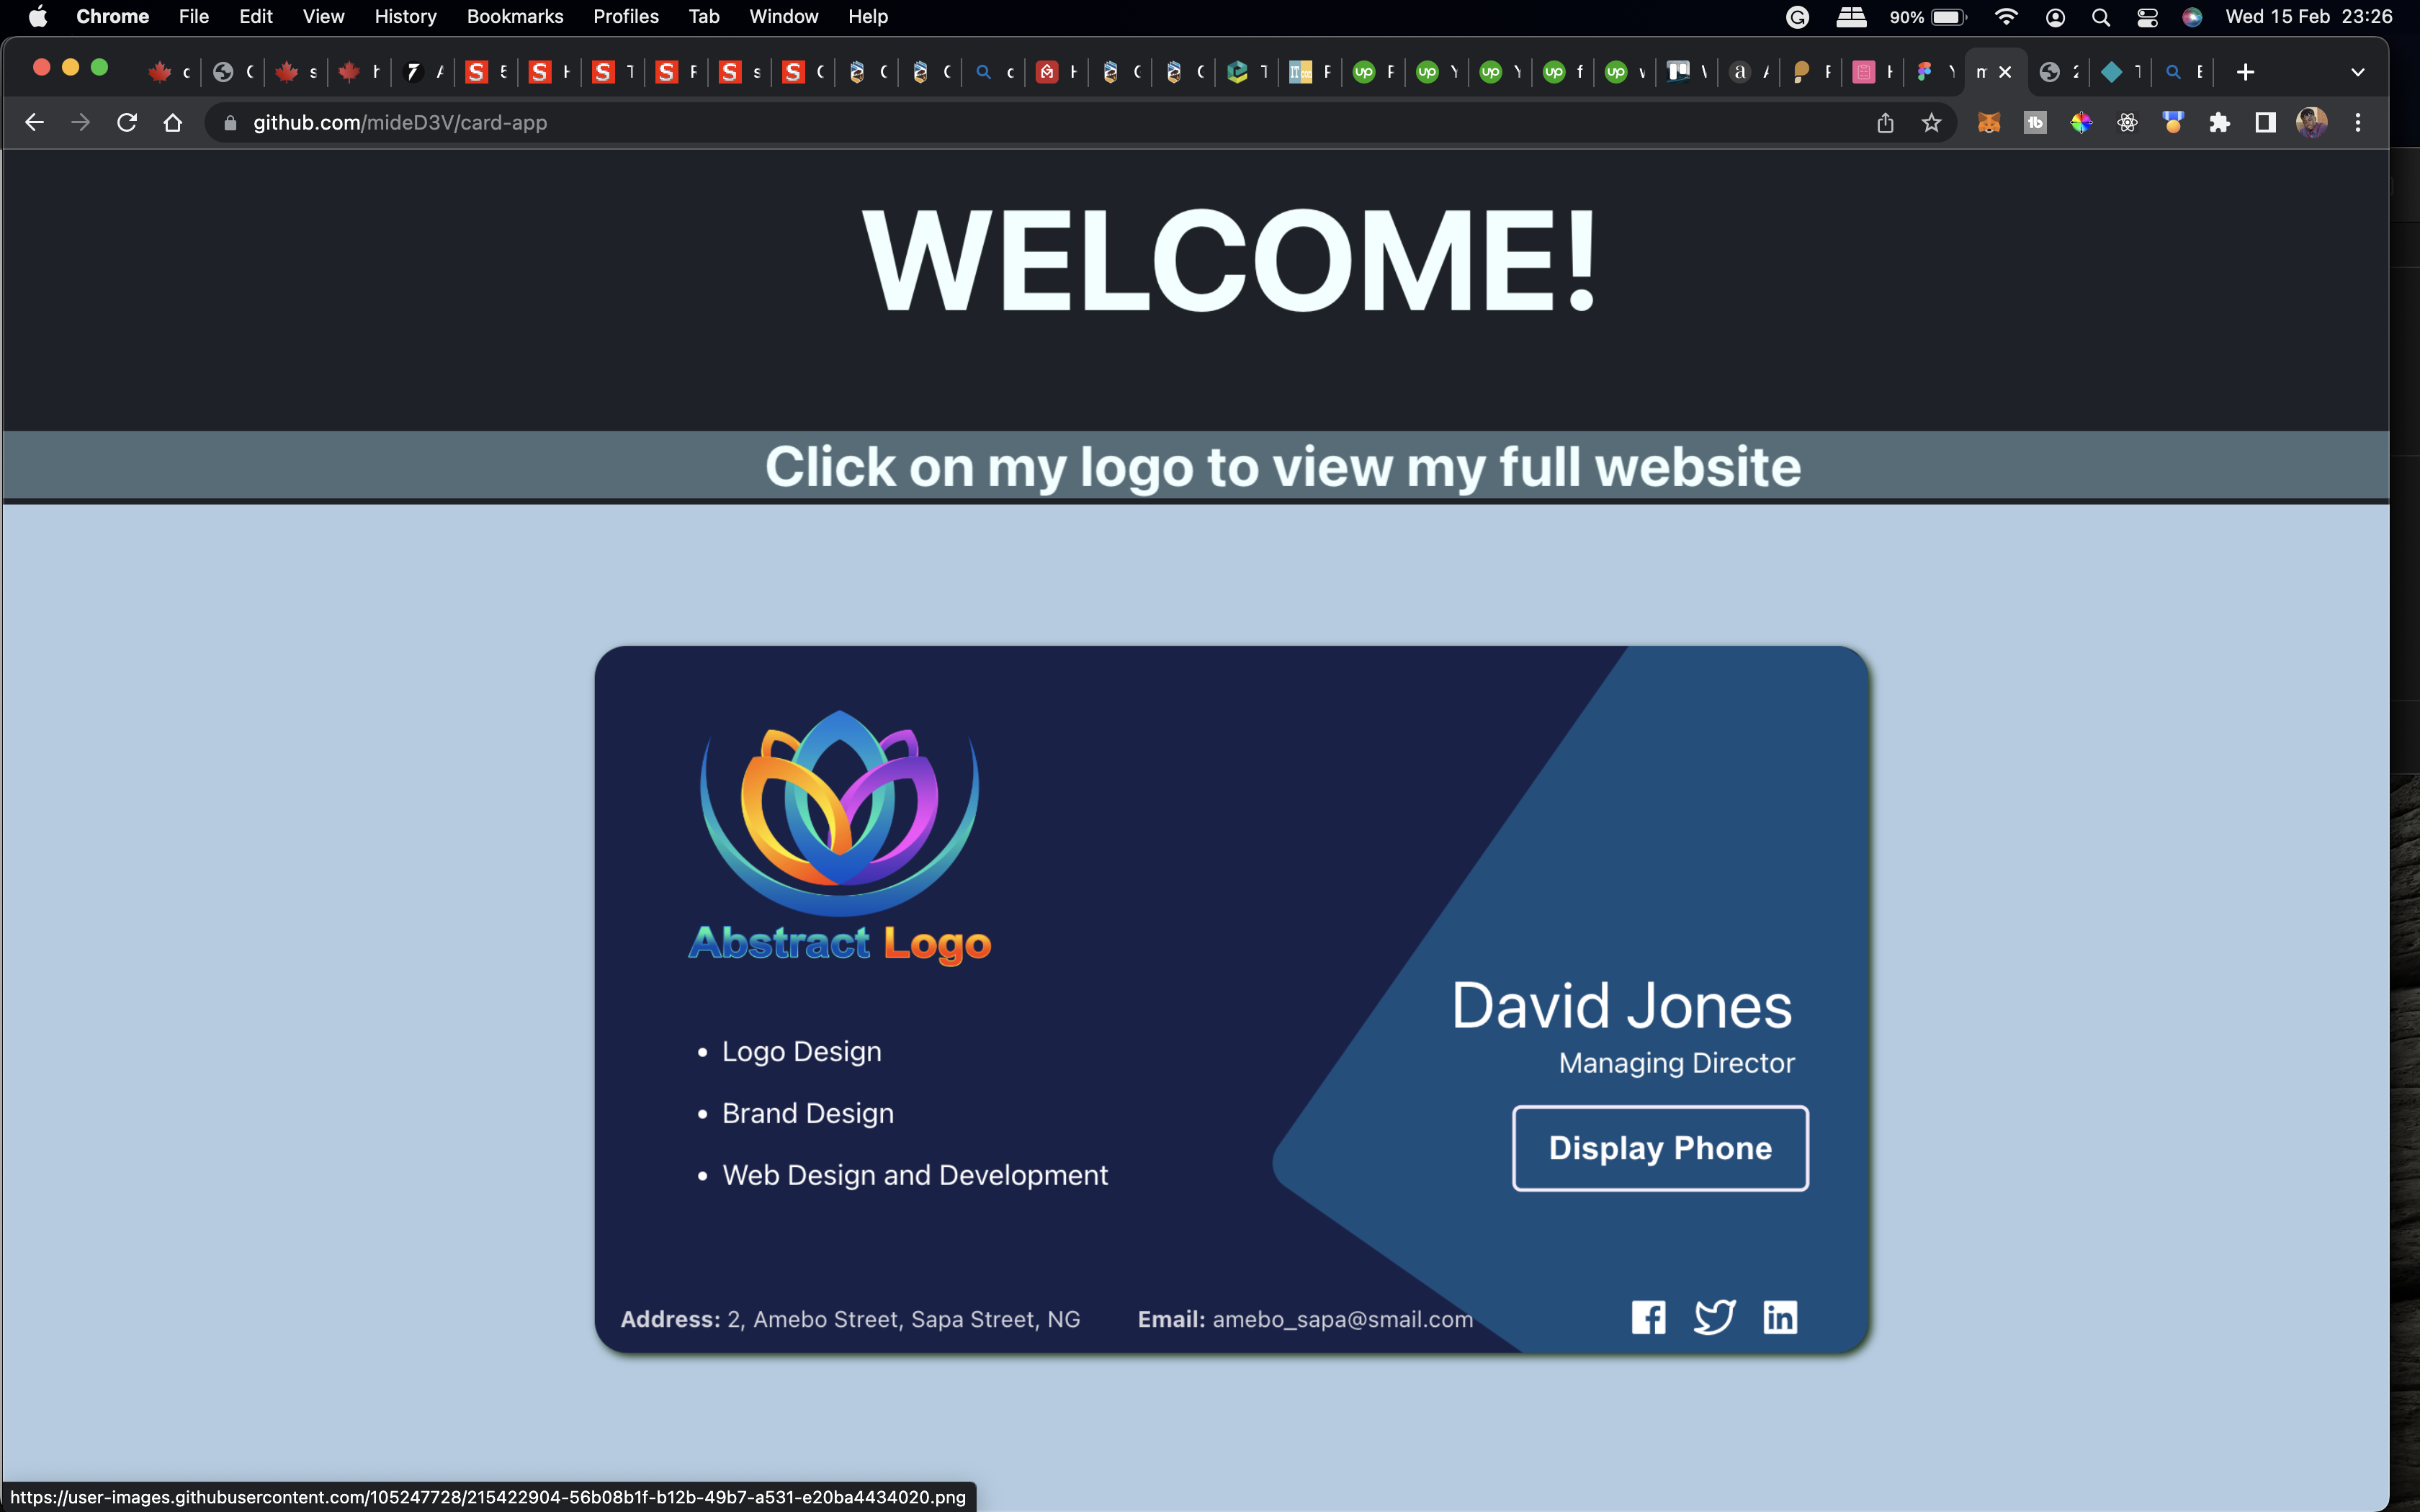 Chrome File Edit View History Bookmarks Profiles Tab Window Help 90% Wed 15 Feb 23:26
github.com/mideD3V/card-app
WELCOME!
Click on my logo to view my full website
Abstract Logo
David Jones
Managing Director
Display Phone
• Logo Design
• Brand Design
• Web Design and Development
Address: 2, Amebo Street, Sapa Street, NG Email: amebo_sapa@smail.com
https://user-images.githubusercontent.com/105247728/215422904-56b08b1f-b12b-49b7-a531-e20ba4434020.png